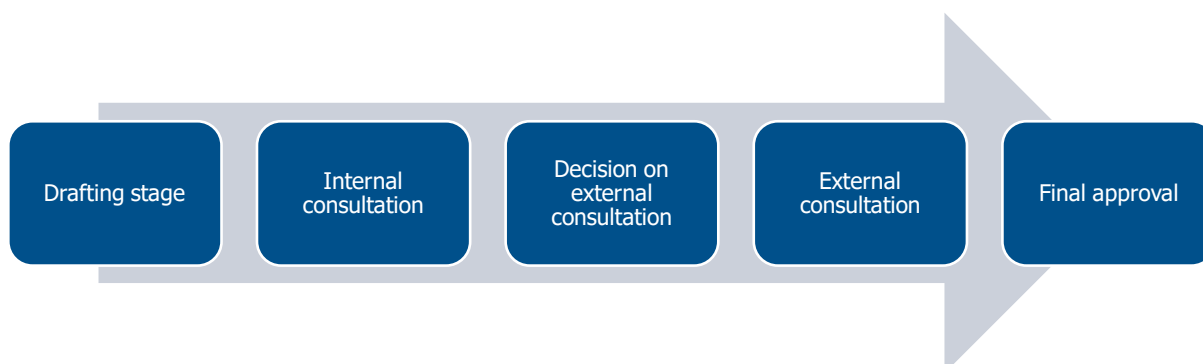 Drafting stage
Internal
consultation
Decision on
external
consultation
External
consultation
Final approval